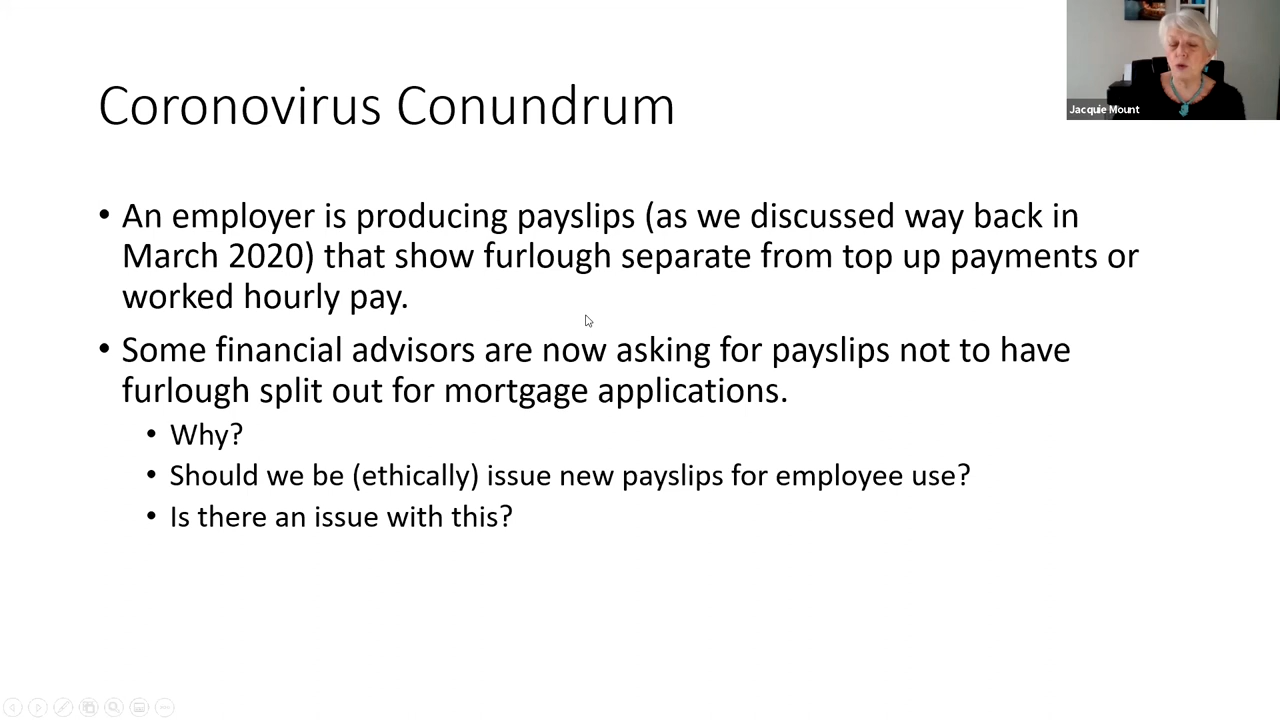 Coronovirus Conundrum
Jacquie Mount
• An employer is producing payslips (as we discussed way back in
March 2020) that show furlough separate from top up payments or
worked hourly pay.
• Some financial advisors are now asking for payslips not to have
furlough split out for mortgage applications.
• Why?
• Should we be (ethically) issue new payslips for employee use?
• Is there an issue with this?